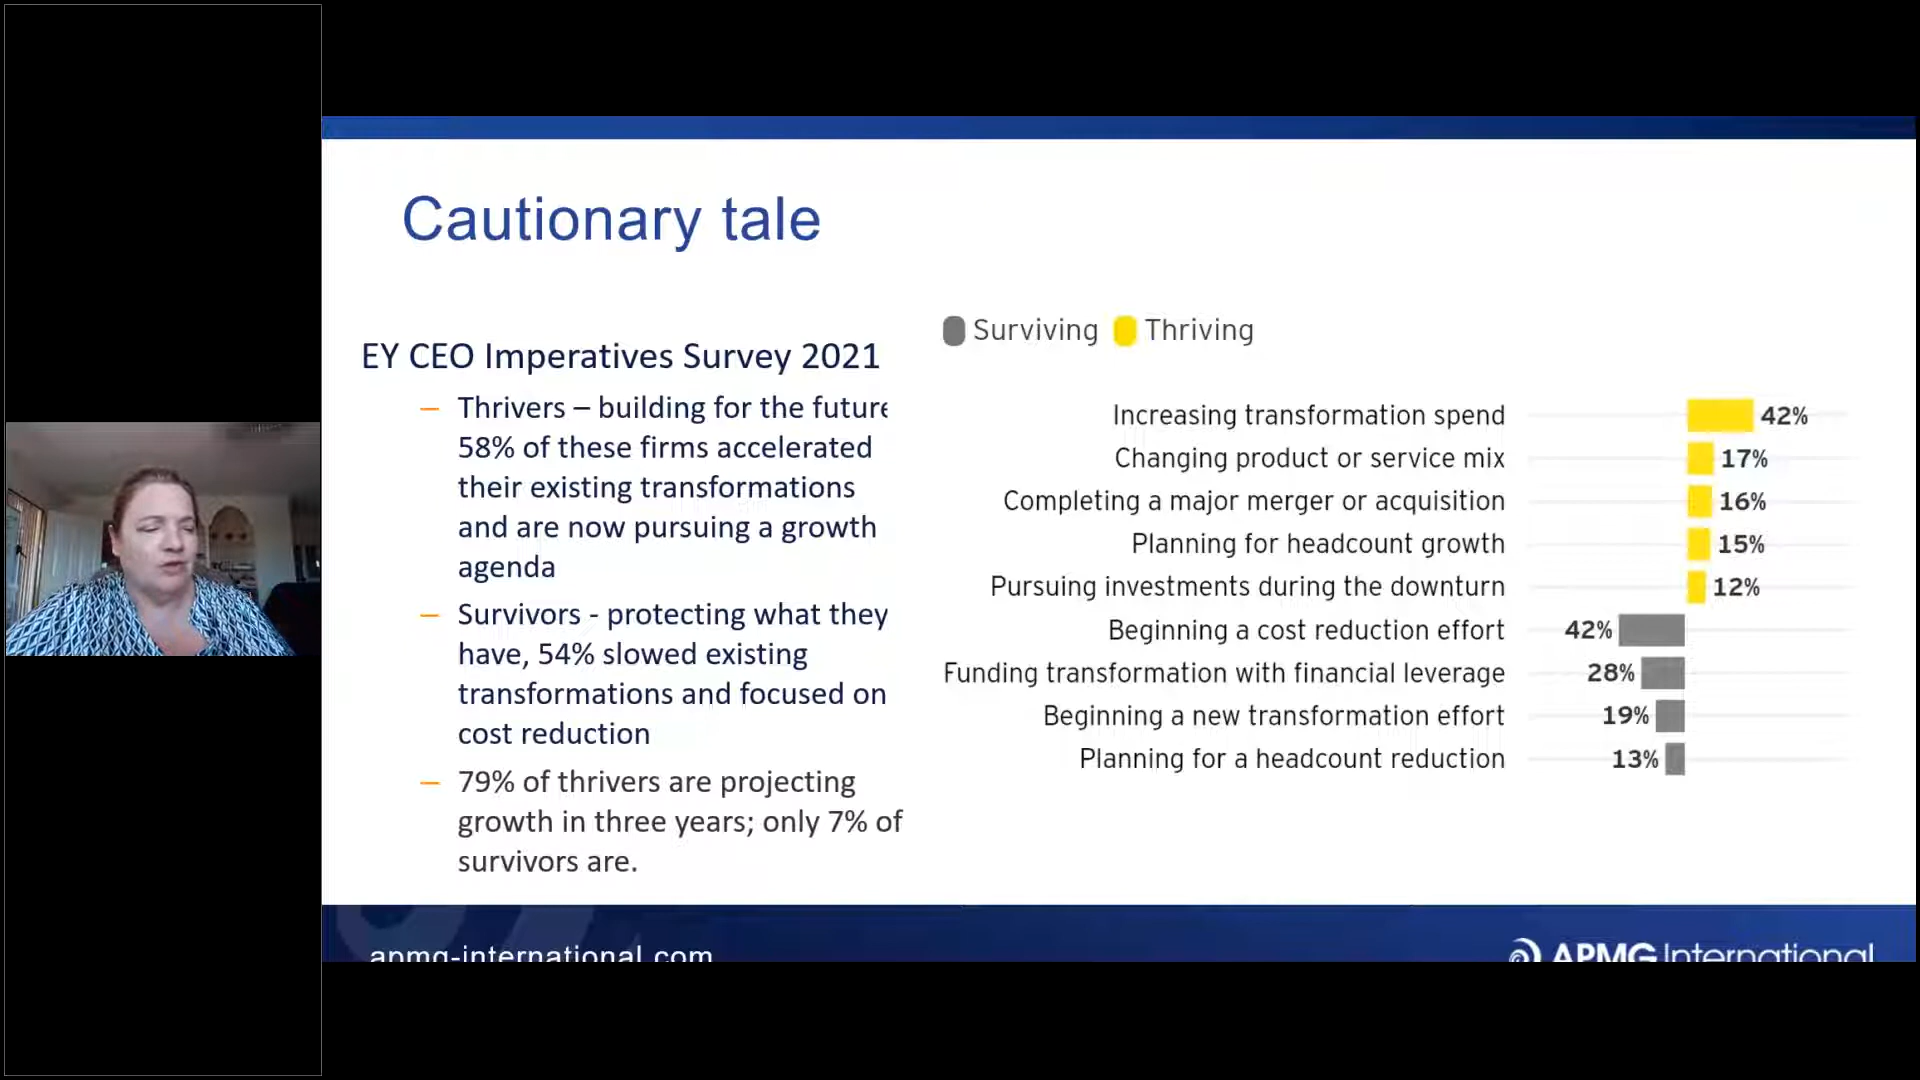 Cautionary tale
EY CEO Imperatives Survey 2021
– Thrivers – building for the future
58% of these firms accelerated
their existing transformations
and are now pursuing a growth
agenda
– Survivors - protecting what they
have, 54% slowed existing
transformations and focused on
cost reduction
– 79% of thrivers are projecting
growth in three years; only 7% of
survivors are.
Surviving Thriving
Increasing transformation spend 42%
Changing product or service mix 17%
Completing a major merger or acquisition 16%
Planning for headcount growth 15%
Pursuing investments during the downturn 12%
Beginning a cost reduction effort 42%
Funding transformation with financial leverage 28%
Beginning a new transformation effort 19%
Planning for a headcount reduction 13%
apmg-international.com
APMG International